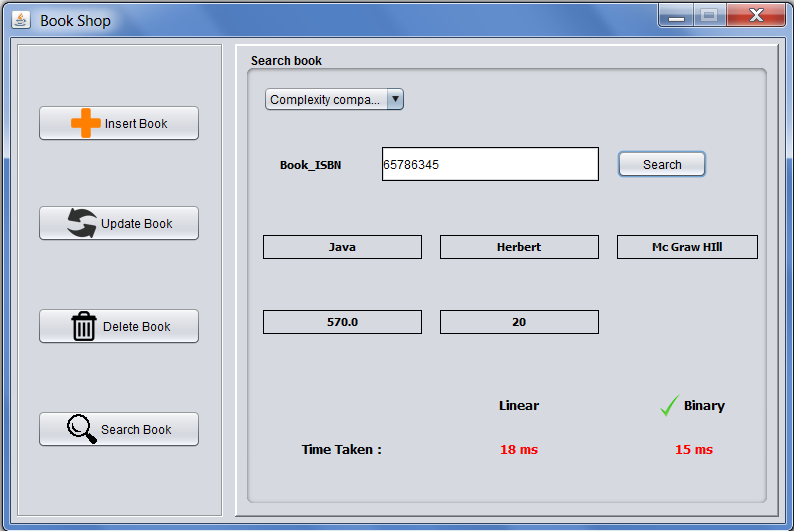 Book Shop
Search book
Complexity compa...
Insert Book
Book_ISBN 65786345 Search
Update Book
Java Herbert Mc Graw HIll
Delete Book
570.0 20
Linear Binary
Search Book
Time Taken : 18 ms 15 ms